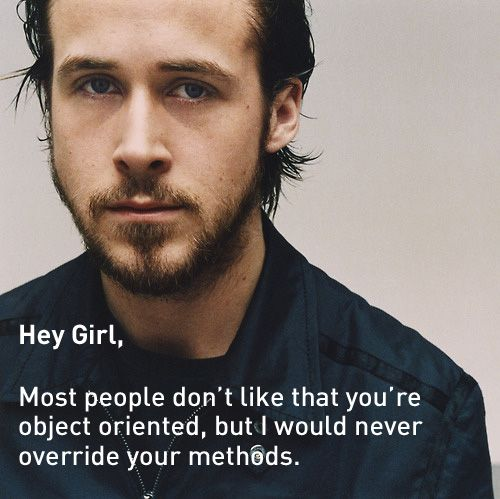 Hey Girl,
Most people don’t like that you’re
object oriented, but I would never
override your methods.